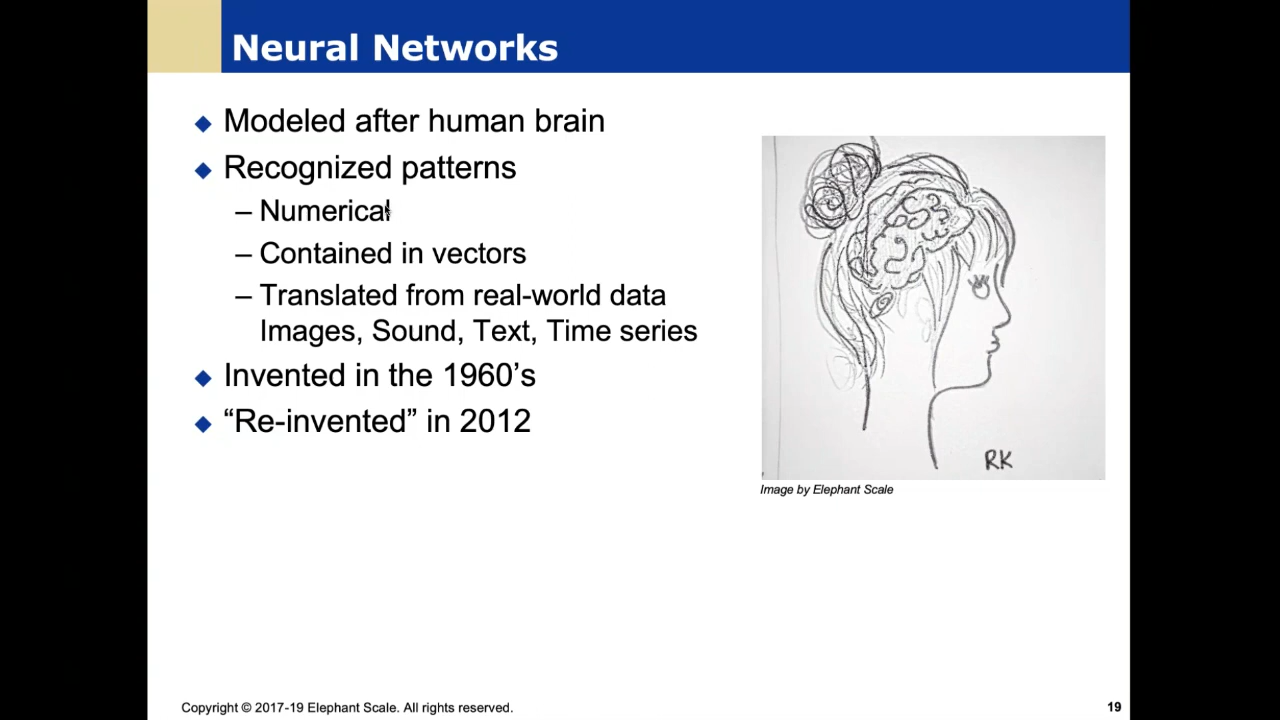 Neural Networks
Modeled after human brain
Recognized patterns
– Numerical
– Contained in vectors
– Translated from real-world data
Images, Sound, Text, Time series
Invented in the 1960’s
“Re-invented” in 2012
RK
Image by Elephant Scale
Copyright © 2017-19 Elephant Scale. All rights reserved.
19